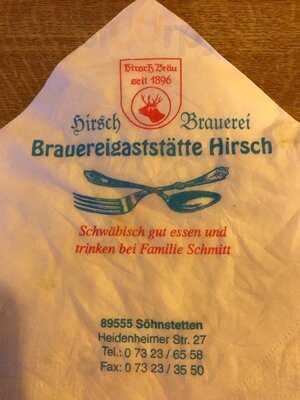 Hirsch Bräu
seit 1896
Hirsch Brauerei
Brauereigaststätte Hirsch
Schwäbisch gut essen und
trinken bei Familie Schmitt
89555 Söhnstetten
Heidenheimer Str. 27
Tel.: 0 73 23 / 65 58
Fax: 0 73 23 / 35 50